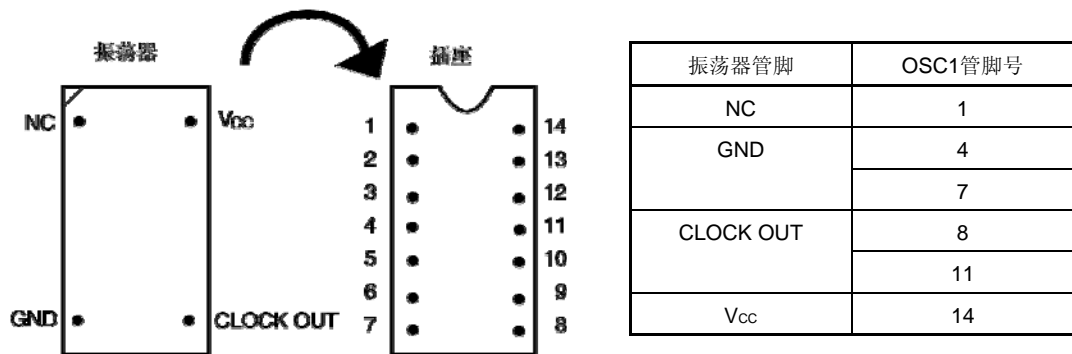 振荡器
插座
NC
Vcc
GND
CLOCK OUT
1 14
2 13
3 12
4 11
5 10
6 9
7 8
振荡器管脚 OSC1管脚号
NC 1
GND 4
7
CLOCK OUT 8
11
Vcc 14